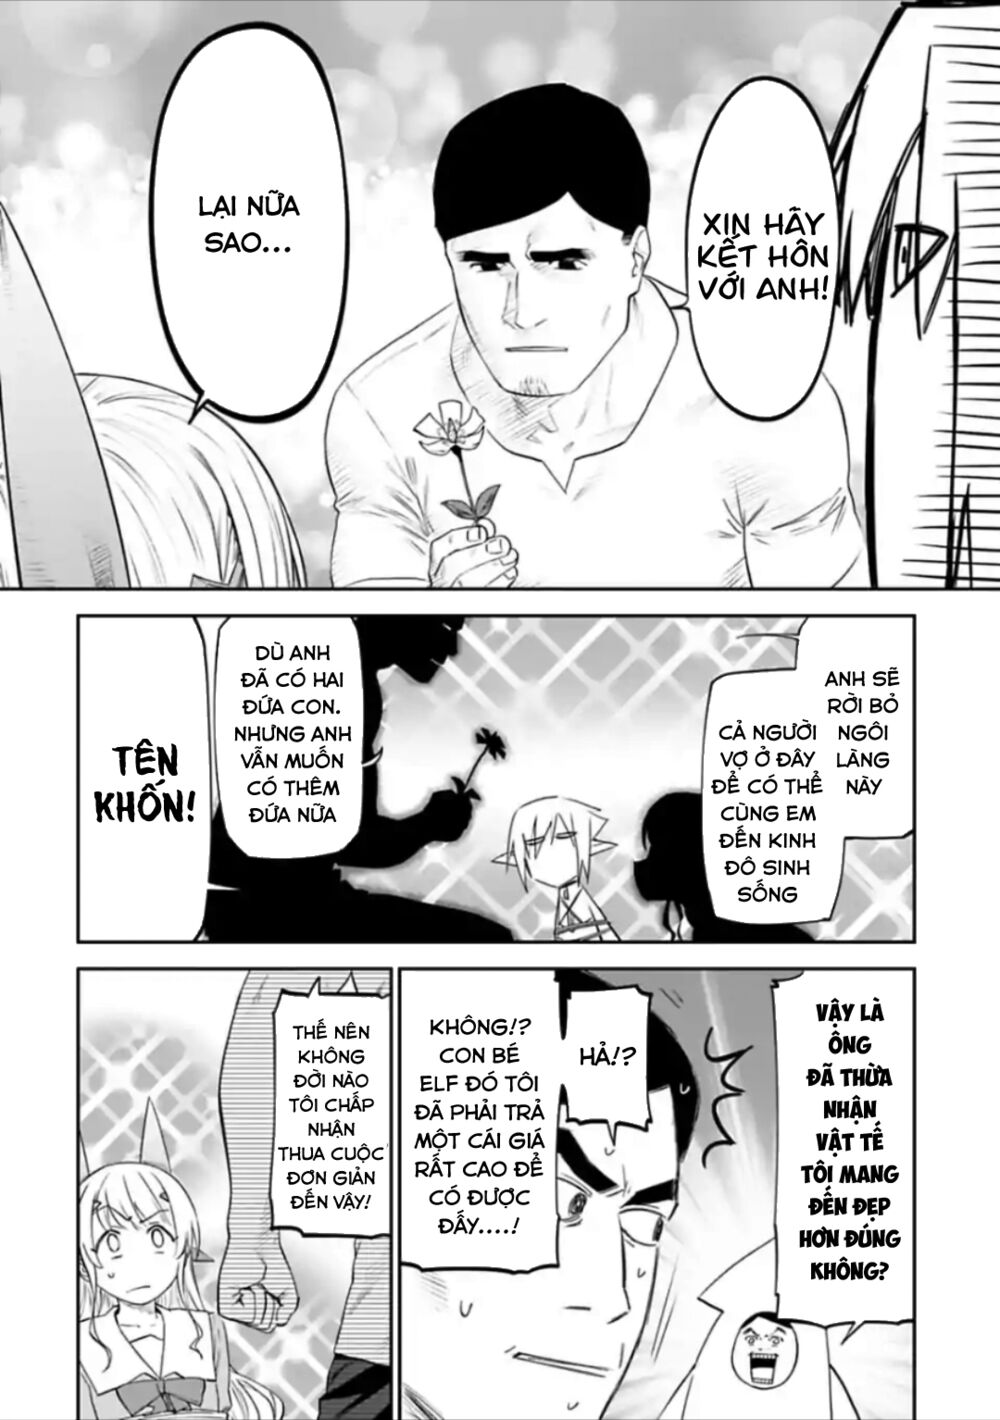 XIN HÃY
KẾT HÔN
VỚI ANH!
LẠI NỮA
SAO...
ANH SẼ
RỜI BỎ
NGÔI
LÀNG
NÀY
CẢ NGƯỜI
VỢ Ở ĐÂY
ĐỂ CÓ THỂ
CÙNG EM
ĐẾN KINH
ĐÔ SINH
SỐNG
DÙ ANH
ĐÃ CÓ HAI
ĐỨA CON.
NHƯNG ANH
VẪN MUỐN
CÓ THÊM
ĐỨA NỮA
TÊN
KHỐN!
VẬY LÀ
ÔNG
ĐÃ THỪA
NHẬN
VẬT TẾ
TÔI MANG
ĐẾN ĐẸP
HƠN ĐÚNG
KHÔNG?
HẢ!?
KHÔNG!?
CON BÉ
ELF ĐÓ TÔI
ĐÃ PHẢI TRẢ
MỘT CÁI GIÁ
RẤT CAO ĐỂ
CÓ ĐƯỢC
ĐẤY....!
THẾ NÊN
KHÔNG
ĐỜI NÀO
TÔI CHẤP
NHẬN
THUA CUỘC
ĐƠN GIẢN
ĐẾN VẬY!